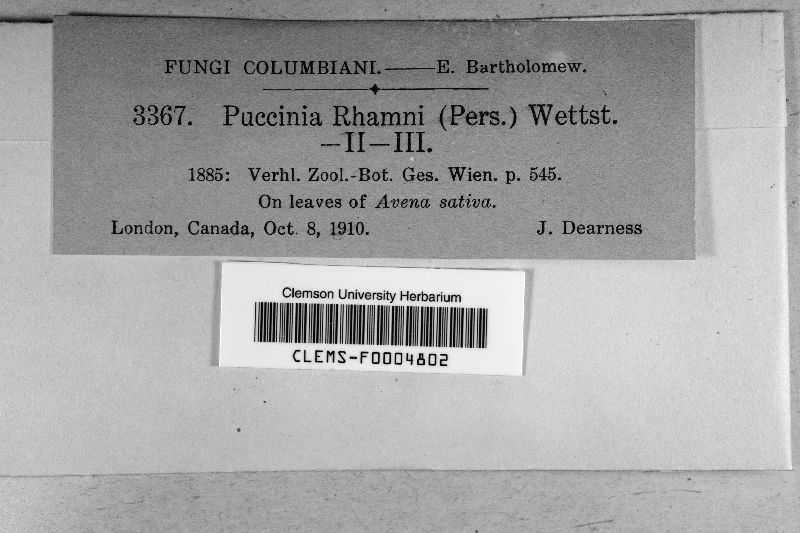 FUNGI COLUMBIANI.——E. Bartholomew.
3367. Puccinia Rhamni (Pers.) Wettst.
—II—III.
1885: Verhl. Zool.-Bot. Ges. Wien. p. 545.
On leaves of Avena sativa.
London, Canada, Oct. 8, 1910. J. Dearness
Clemson University Herbarium
CLEMS-F0004802